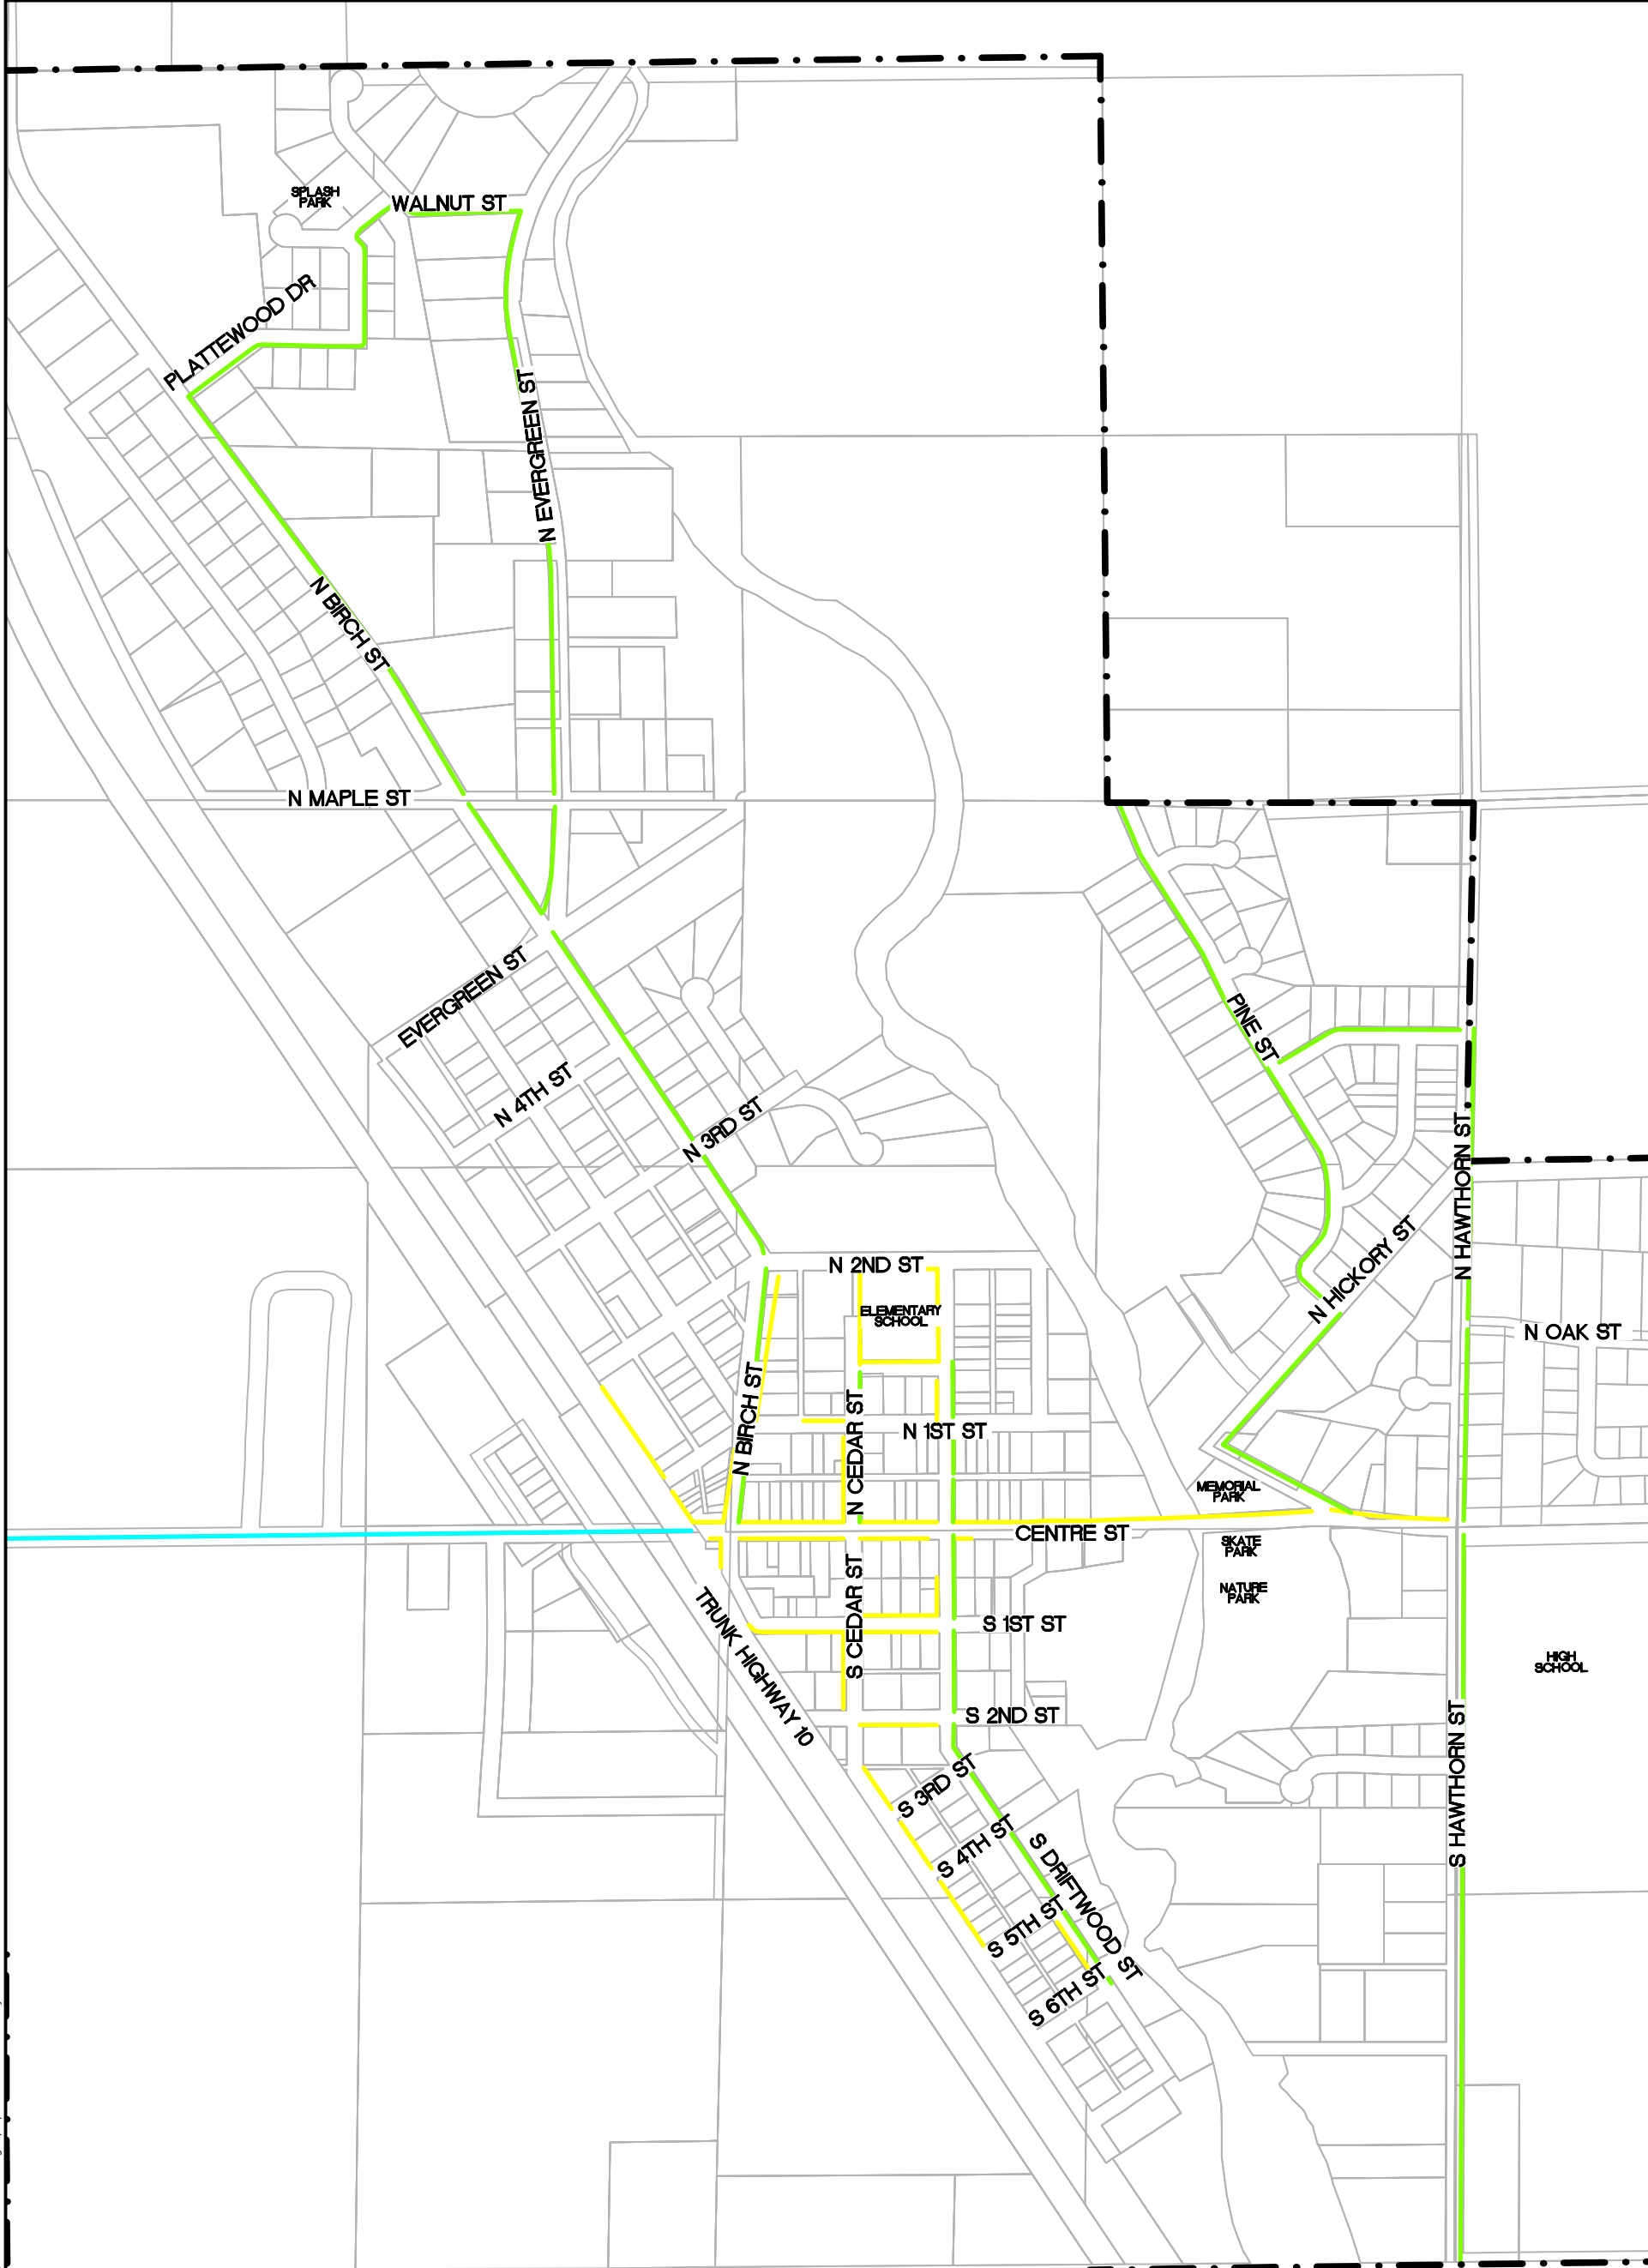 SPLASH
PARK
WALNUT ST
PLATTEWOOD DR
N EVERGREEN ST
N BIRCH ST
N MAPLE ST
EVERGREEN ST
N 4TH ST
N 3RD ST
PINE ST
N HAWTHORN ST
N HICKORY ST
N 2ND ST
ELEMENTARY
SCHOOL
N OAK ST
N BIRCH ST
N CEDAR ST
N 1ST ST
MEMORIAL
PARK
CENTRE ST
SKATE
PARK
NATURE
PARK
S CEDAR ST
TRUNK HIGHWAY 10
S 1ST ST
HIGH
SCHOOL
S 2ND ST
S HAWTHORN ST
S 3RD ST
S 4TH ST
S DRIFTWOOD ST
S 5TH ST
S 6TH ST